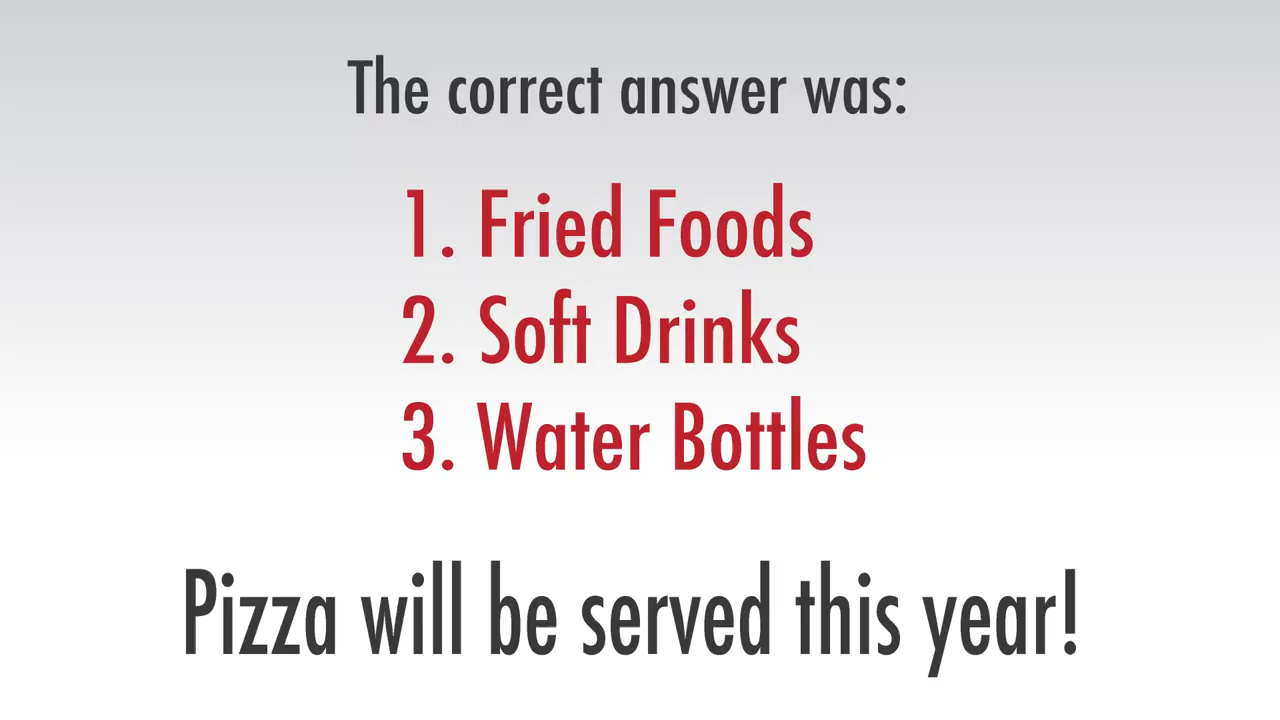 The correct answer was:
1. Fried Foods
2. Soft Drinks
3. Water Bottles
Pizza will be served this year!